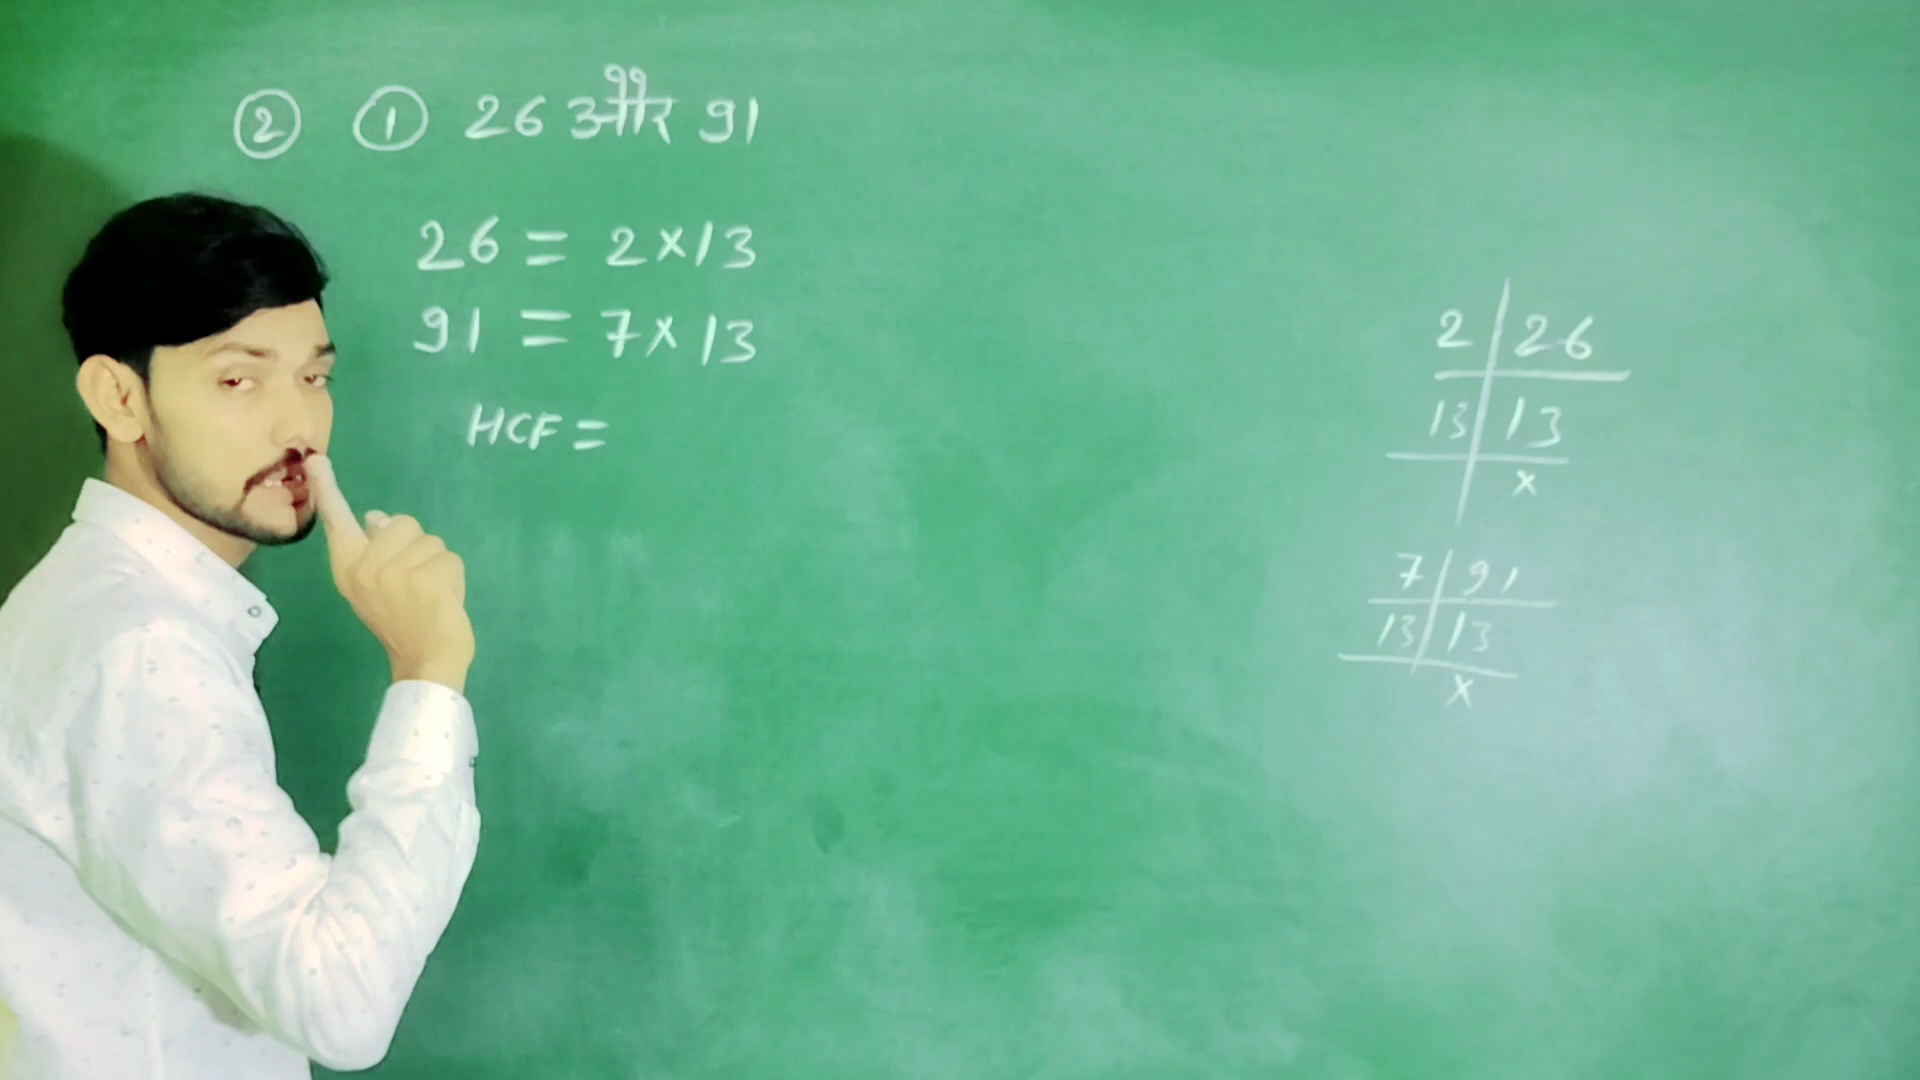 ② ① 26 और 91
26 = 2×13
91 = 7×13
HCF =
2 | 26
13 | 13
x
7 | 91
13 | 13
x